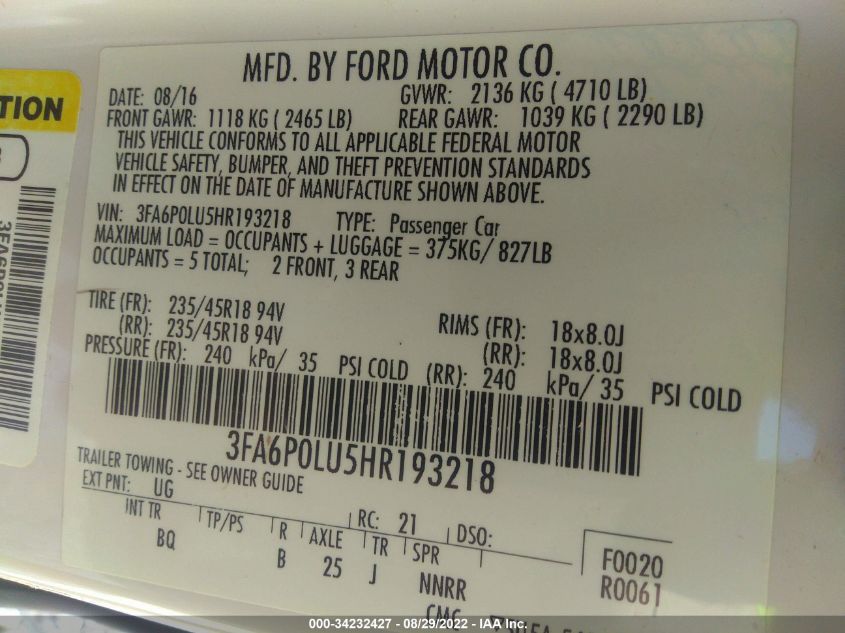 MFD. BY FORD MOTOR CO.
DATE: 08/16 GVWR: 2136 KG ( 4710 LB)
FRONT GAWR: 1118 KG ( 2465 LB) REAR GAWR: 1039 KG ( 2290 LB)
THIS VEHICLE CONFORMS TO ALL APPLICABLE FEDERAL MOTOR
VEHICLE SAFETY, BUMPER, AND THEFT PREVENTION STANDARDS
IN EFFECT ON THE DATE OF MANUFACTURE SHOWN ABOVE.
VIN: 3FA6P0LU5HR193218 TYPE: Passenger Car
MAXIMUM LOAD = OCCUPANTS + LUGGAGE = 375KG/ 827LB
OCCUPANTS = 5 TOTAL; 2 FRONT, 3 REAR
TIRE (FR): 235/45R18 94V RIMS (FR): 18x8.0J
(RR): 235/45R18 94V (RR): 18x8.0J
PRESSURE (FR): 240 kPa/ 35 PSI COLD (RR): 240 kPa/ 35 PSI COLD
3FA6P0LU5HR193218
TRAILER TOWING - SEE OWNER GUIDE
EXT PNT: UG RC: 21 DSO:
INT TR TP/PS R AXLE TR SPR F0020
BQ B 25 J NNRR R0061
TION
000-34232427 - 08/29/2022 - IAA Inc.